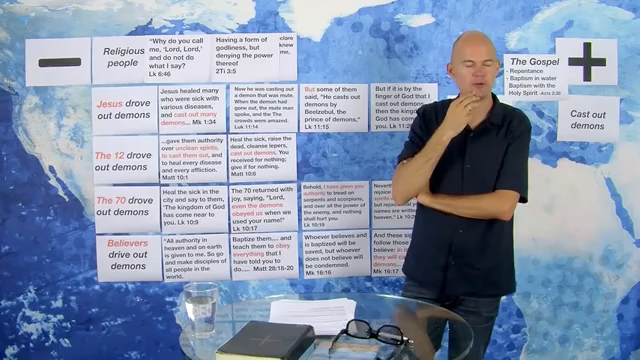 Religious
people
"Why do you call
me, 'Lord, Lord,'
and do not do
what I say?
Lk 6:46
Having a form of
godliness, but
denying the power
thereof
2Ti 3:5
knew
me,
The Gospel
- Repentance
- Baptism in water
- Baptism with the
Holy Spirit -Acts 2:38
Cast out
demons
Jesus drove
out demons
Jesus healed many
who were sick with
various diseases,
and cast out many
demons.... Mk 1:34
Now he was casting out
a demon that was mute.
When the demon had
gone out, the mute man
spoke, and the
crowds were amazed.
Luk 11:14
But some of them
said, "He casts out
demons by
Beelzebul, the
prince of demons,"
Lk 11:15
But if it is by the
finger of God that I
cast out demons,
then the kingdom of
God has come
Lk 11:20
The 12 drove
out demons
....gave them authority
over unclean spirits,
to cast them out, and
to heal every disease
and every affliction.
Matt 10:1
Heal the sick, raise the
dead, cleanse lepers,
cast out demons. You
received for nothing;
give it for nothing.
Matt 10:8
The 70 drove
out demons
Heal the sick in the
city and say to them,
'The kingdom of God
has come near to
you. Lk 10:9
The 70 returned with
joy, saying, "Lord,
even the demons
obeyed us when
we used your name!"
Lk 10:17
Behold, I have given you
authority to tread on
serpents and scorpions,
and over all the power of
the enemy, and nothing
shall hurt you.
Lk 10:19
Believers
drive out
demons
"All authority in
heaven and on earth
is given to me. So go
and make disciples of
all people in the
world.
Baptize them.... and
teach them to obey
everything that I
have told you to
do..... Matt 28:18-20
Whoever believes and
is baptized will be
saved, but whoever
does not believe will
be condemned.
Mk 16:16
And these
follow those
believe; in
they will
demons...
Mk 16:17